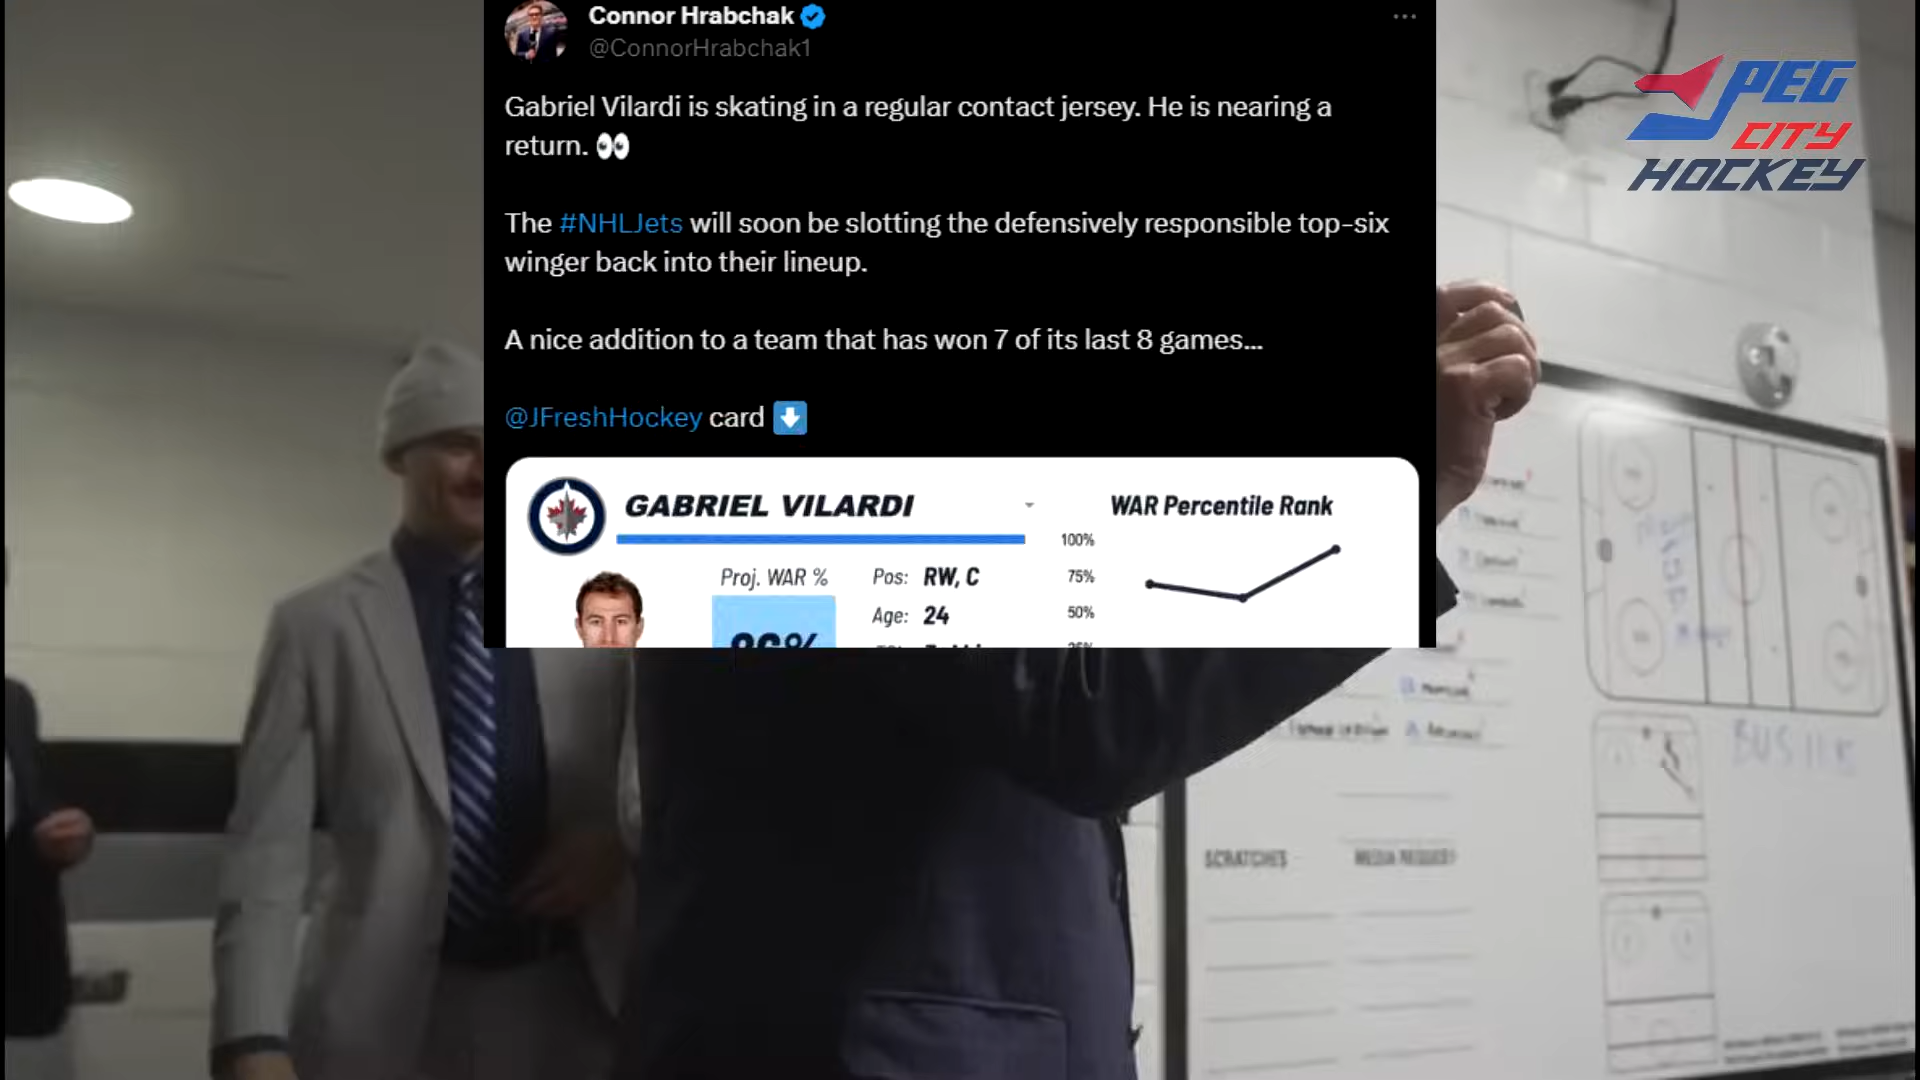 Connor Hrabchak
@ConnorHrabchak1
Gabriel Vilardi is skating in a regular contact jersey. He is nearing a
return. 👀
The #NHLJets will soon be slotting the defensively responsible top-six
winger back into their lineup.
A nice addition to a team that has won 7 of its last 8 games...
@JFreshHockey card ⬇️
GABRIEL VILARDI
WAR Percentile Rank
100%
Proj. WAR %
Pos: RW, C
75%
Age: 24
50%
PEG
CITY
HOCKEY
SCRATCHES
MEDIA REQUEST